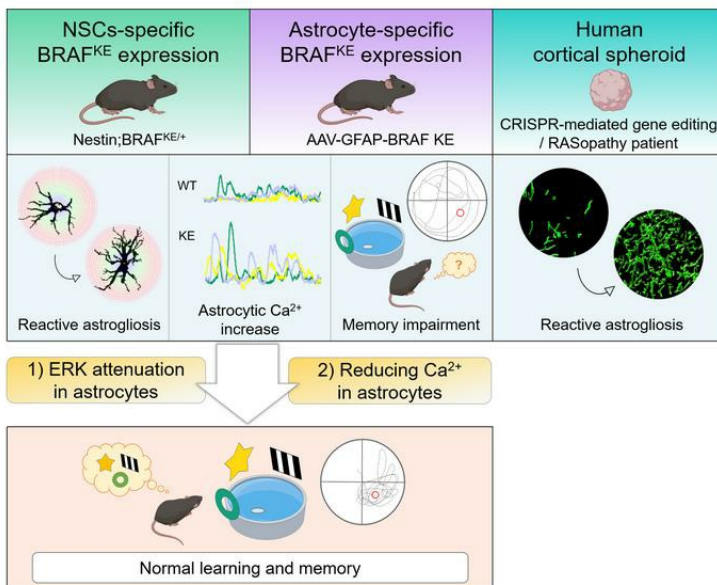 NSCs-specific
BRAFᴷᴱ expression
Nestin;BRAFᴷᴱ/⁺
Astrocyte-specific
BRAFᴷᴱ expression
AAV-GFAP-BRAF KE
Human
cortical spheroid
CRISPR-mediated gene editing
/ RASopathy patient
Reactive astrogliosis
WT
KE
Astrocytic Ca²⁺
increase
?
Memory impairment
Reactive astrogliosis
1) ERK attenuation
in astrocytes
2) Reducing Ca²⁺
in astrocytes
Normal learning and memory